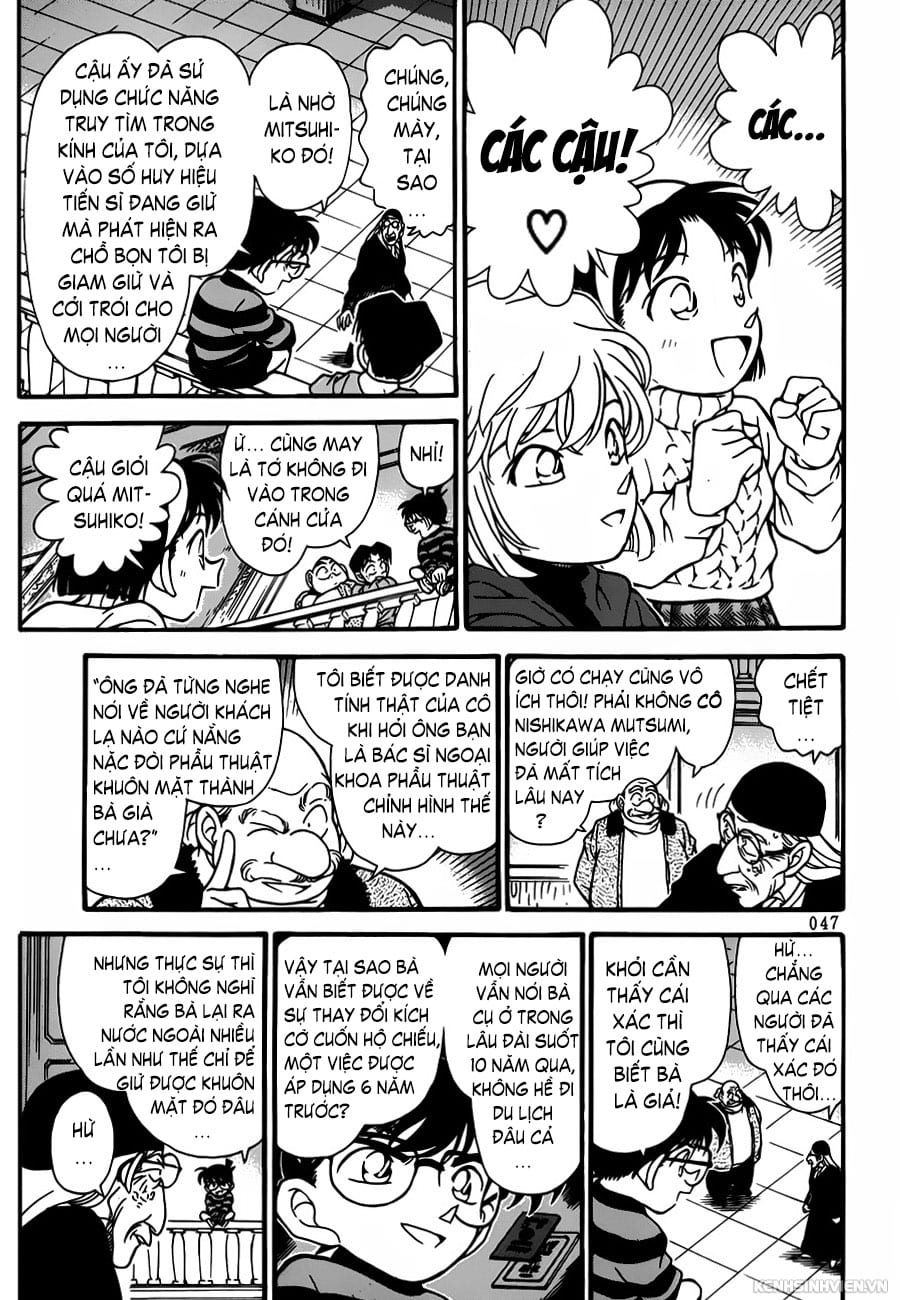 CÁC...
CÁC CẬU!
CHÚNG,
CHÚNG
MÀY,
TẠI
SAO
...
LÀ NHỜ
MITSUHI-
KO ĐÓ!
CẬU ẤY ĐÃ SỬ
DỤNG CHỨC NĂNG
TRUY TÌM TRONG
KÍNH CỦA TÔI, DỰA
VÀO SỐ HUY HIỆU
TIẾN SĨ ĐANG GIỮ
MÀ PHÁT HIỆN RA
CHỔ BỌN TÔI BỊ
GIAM GIỮ VÀ
CỞI TRÓI CHO
MỌI NGƯỜI
...
NHỈ!
Ừ... CŨNG MAY
LÀ TỚ KHÔNG ĐI
VÀO TRONG
CÁNH CỬA
ĐÓ!
CẬU GIỎI
QUÁ MIT-
SUHIKO!
CHẾT
TIỆT
...
GIỜ CÓ CHẠY CŨNG VÔ
ÍCH THÔI! PHẢI KHÔNG CÔ
NISHIKAWA MUTSUMI,
NGƯỜI GIÚP VIỆC
ĐÃ MẤT TÍCH
LÂU NAY
?
TÔI BIẾT ĐƯỢC DANH
TÍNH THẬT CỦA CÔ
KHI HỎI ÔNG BẠN
LÀ BÁC SĨ NGOẠI
KHOA PHẨU THUẬT
CHỈNH HÌNH THẾ
NÀY...
"ÔNG ĐÃ TỪNG NGHE
NÓI VỀ NGƯỜI KHÁCH
LẠ NÀO CỨ NẰNG
NẶC ĐÒI PHẨU THUẬT
KHUÔN MẶT THÀNH
BÀ GIÀ
CHƯA?"
...
047
HỪ...
CHẲNG
QUA CÁC
NGƯƠI ĐÃ
THẤY CÁI
XÁC ĐÓ
THÔI...
KHỎI CẦN
THẤY CÁI
XÁC THÌ
TÔI CŨNG
BIẾT BÀ
LÀ GIẢ!
MỌI NGƯỜI
VẪN NÓI BÀ
CỤ Ở TRONG
LÂU ĐÀI SUỐT
10 NĂM QUA,
KHÔNG HỀ ĐI
DU LỊCH
ĐÂU CẢ
...
VẬY TẠI SAO BÀ
VẪN BIẾT ĐƯỢC VỀ
SỰ THAY ĐỔI KÍCH
CỠ CUỐN HỘ CHIẾU,
MỘT VIỆC ĐƯỢC
ÁP DỤNG 6 NĂM
TRƯỚC?
NHƯNG THỰC SỰ THÌ
TÔI KHÔNG NGHĨ
RẰNG BÀ LẠI RA
NƯỚC NGOÀI NHIỀU
LẦN NHƯ THẾ CHỈ ĐỂ
GIỮ ĐƯỢC KHUÔN
MẶT ĐÓ ĐÂU
...
HỪ
...
KENHSINHVIEN.VN